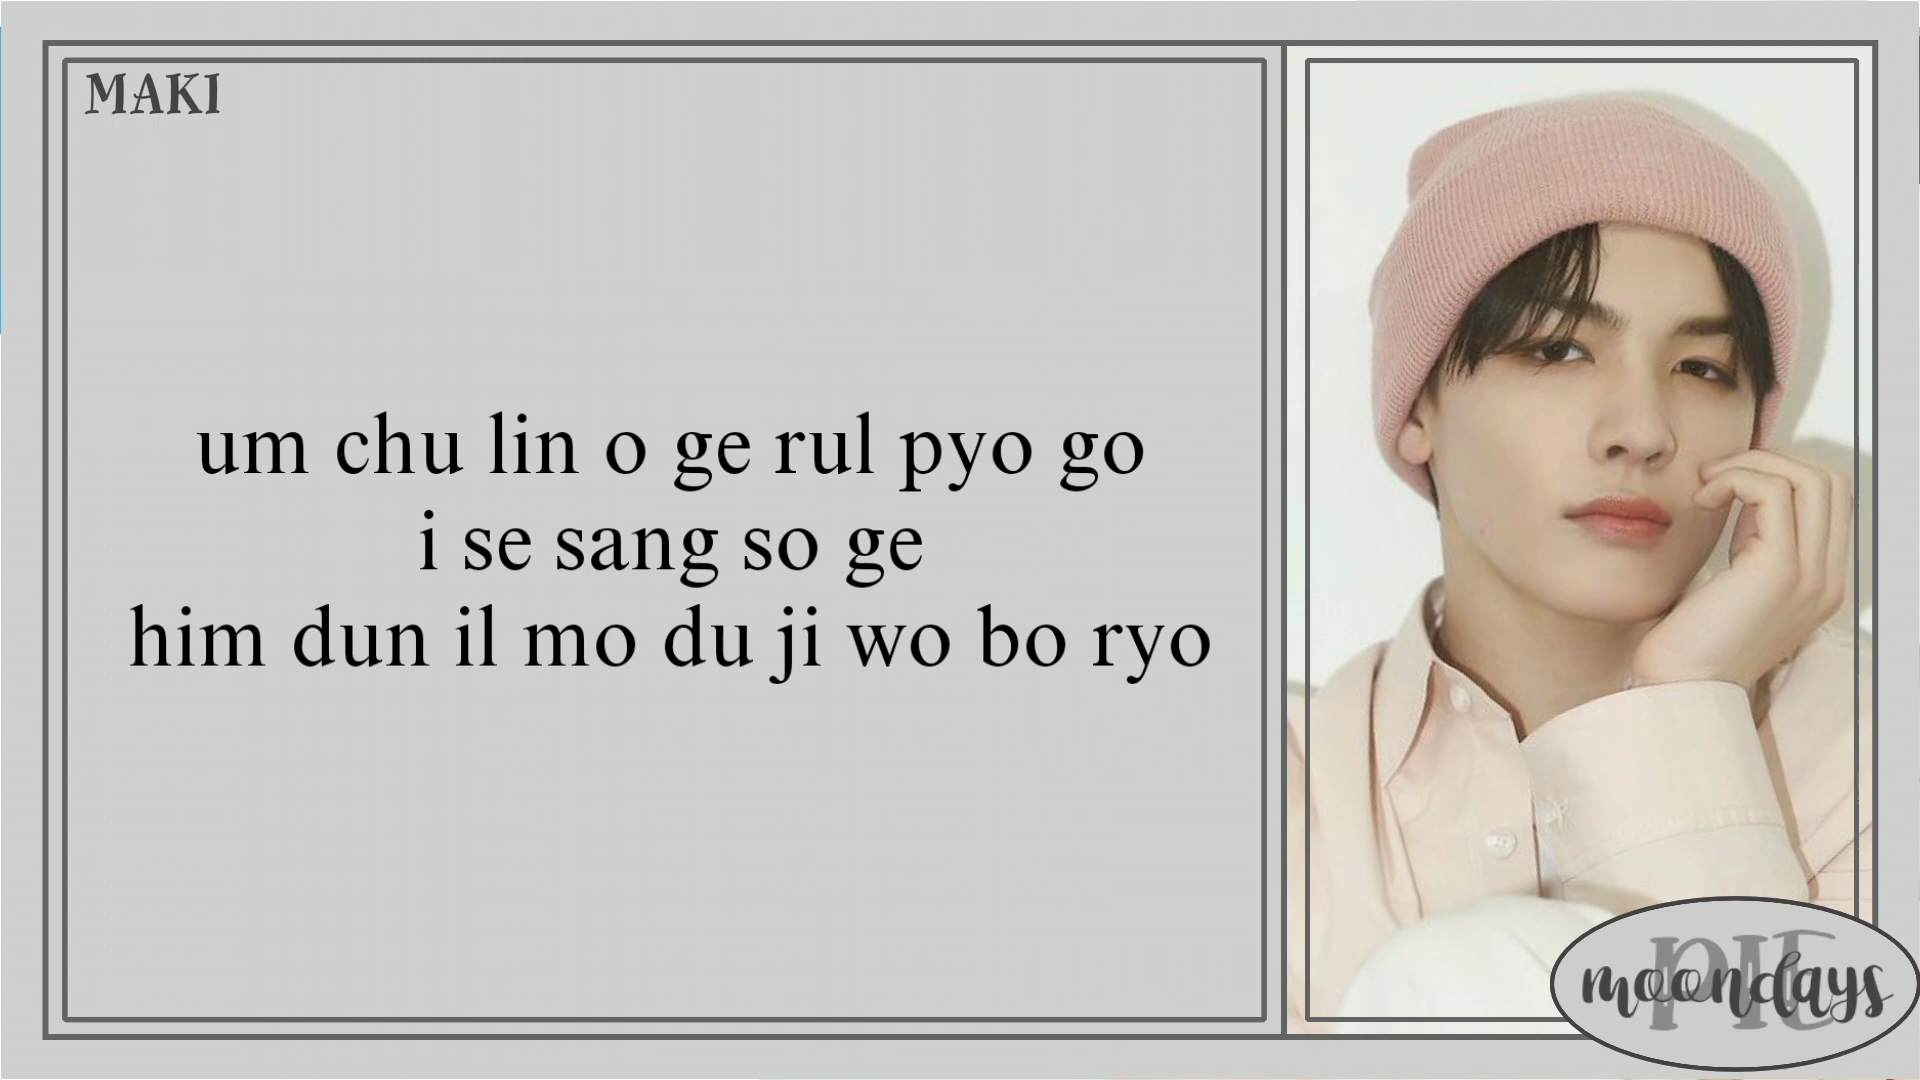 MAKI
um chu lin o ge rul pyo go
i se sang so ge
him dun il mo du ji wo bo ryo
PIE
moondays